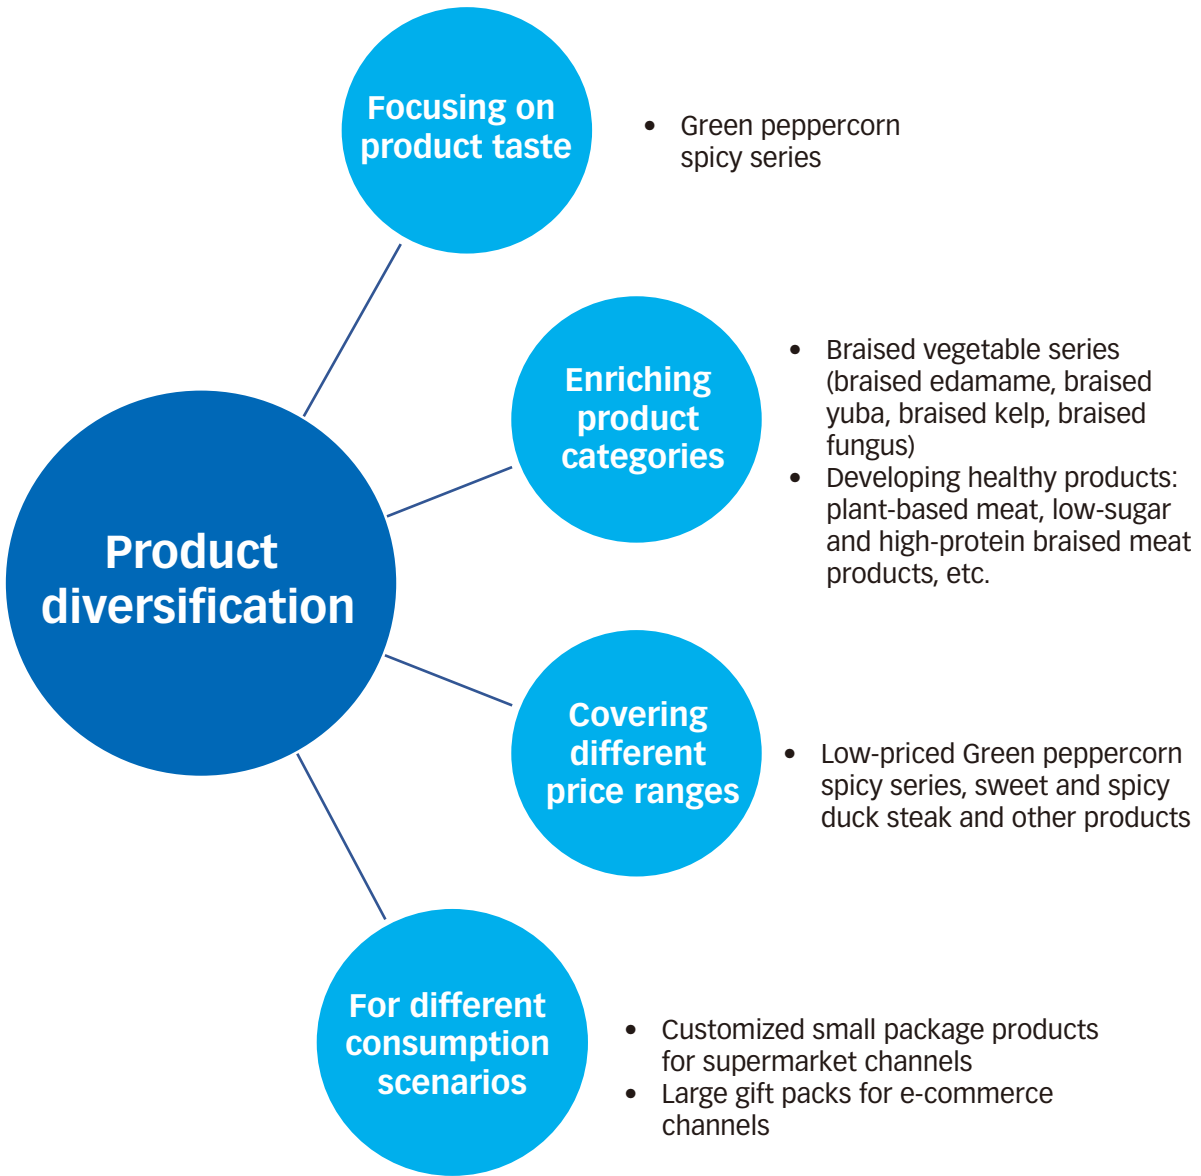 Focusing on
product taste
• Green peppercorn
spicy series
Enriching
product
categories
• Braised vegetable series
(braised edamame, braised
yuba, braised kelp, braised
fungus)
• Developing healthy products:
plant-based meat, low-sugar
and high-protein braised meat
products, etc.
Product
diversification
Covering
different
price ranges
• Low-priced Green peppercorn
spicy series, sweet and spicy
duck steak and other products
For different
consumption
scenarios
• Customized small package products
for supermarket channels
• Large gift packs for e-commerce
channels